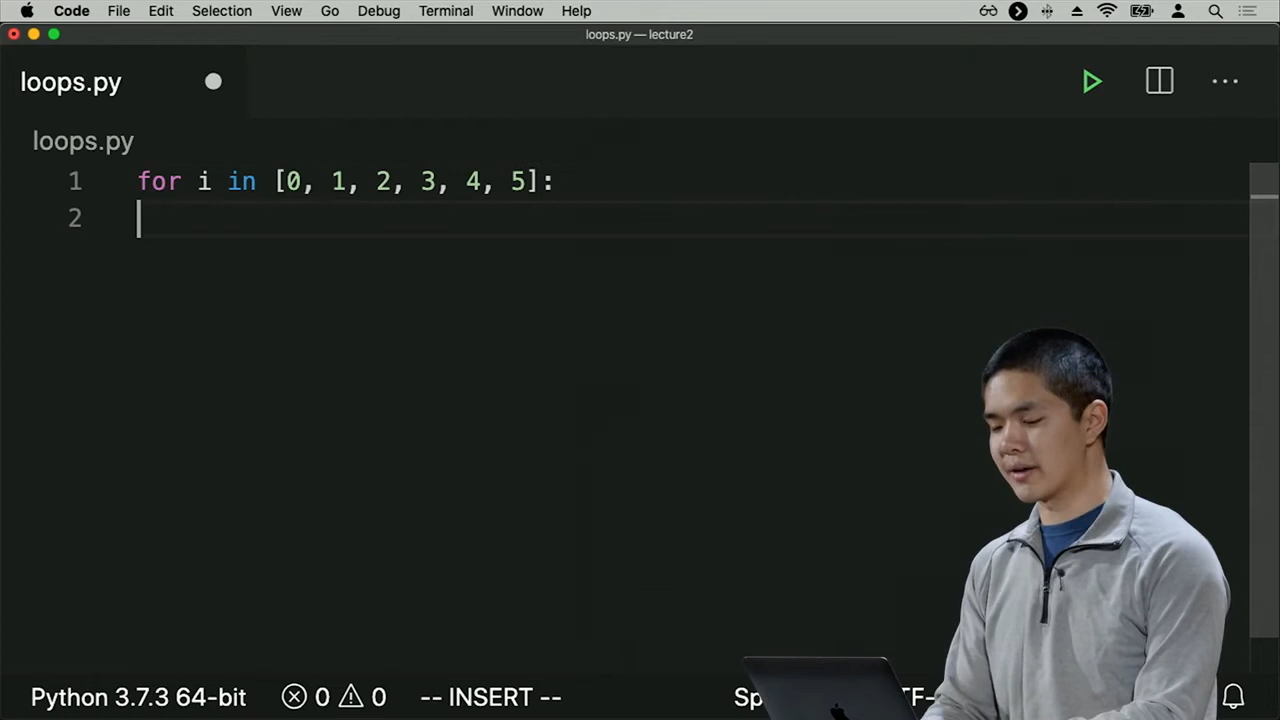 Code File Edit Selection View Go Debug Terminal Window Help
loops.py — lecture2
loops.py
loops.py
1 for i in [0, 1, 2, 3, 4, 5]:
2
Python 3.7.3 64-bit 0 0 -- INSERT --